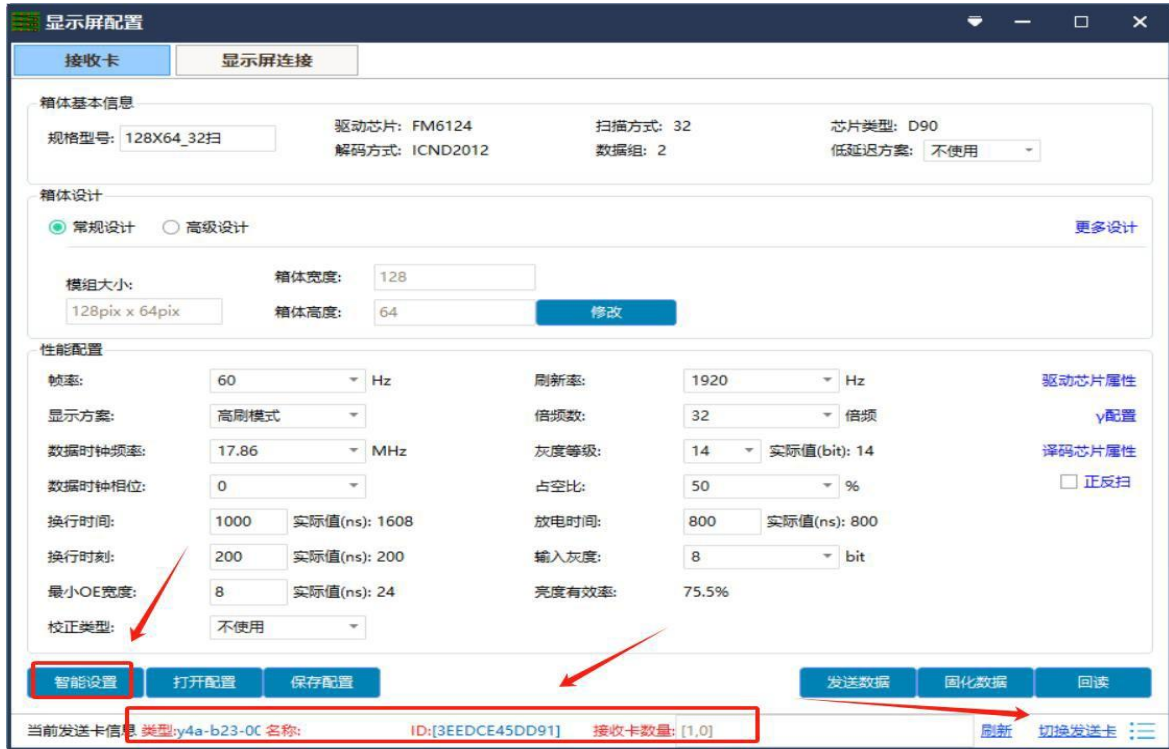 显示屏配置
接收卡 显示屏连接
箱体基本信息
规格型号: 128X64_32扫 驱动芯片: FM6124 扫描方式: 32 芯片类型: D90
解码方式: ICND2012 数据组: 2 低延迟方案: 不使用
箱体设计
常规设计 高级设计 更多设计
模组大小: 箱体宽度: 128
128pix x 64pix 箱体高度: 64 修改
性能配置
帧率: 60 Hz 刷新率: 1920 Hz 驱动芯片属性
显示方案: 高刷模式 倍频数: 32 倍频 γ配置
数据时钟频率: 17.86 MHz 灰度等级: 14 实际值(bit): 14 译码芯片属性
数据时钟相位: 0 占空比: 50 % 正反扫
换行时间: 1000 实际值(ns): 1608 放电时间: 800 实际值(ns): 800
换行时刻: 200 实际值(ns): 200 输入灰度: 8 bit
最小OE宽度: 8 实际值(ns): 24 亮度有效率: 75.5%
校正类型: 不使用
智能设置 打开配置 保存配置 发送数据 固化数据 回读
当前发送卡信息 类型:y4a-b23-00 名称: ID:[3EEDCE45DD91] 接收卡数量: [1,0] 刷新 切换发送卡